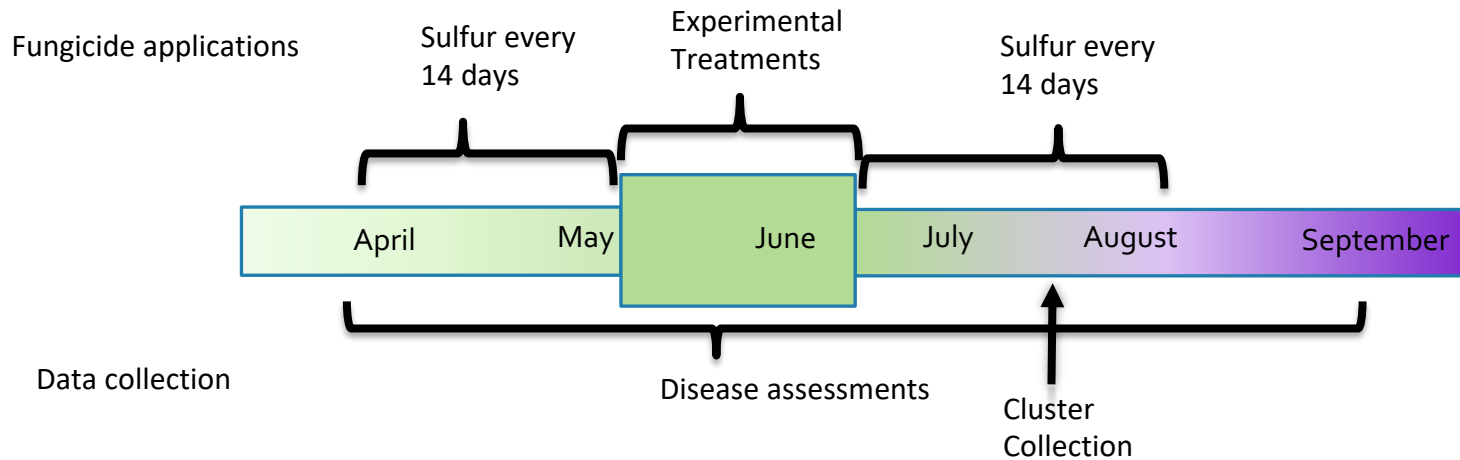 Fungicide applications
Sulfur every
14 days
Experimental
Treatments
Sulfur every
14 days
April
May
June
July
August
September
Data collection
Disease assessments
Cluster
Collection